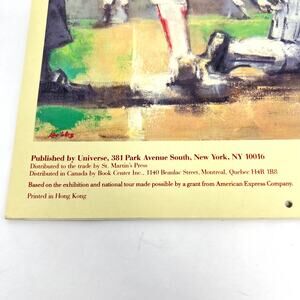 Published by Universe, 381 Park Avenue South, New York, NY 10016
Distributed to the trade by St. Martin's Press
Distributed in Canada by Book Center Inc., 1140 Beaulac Street, Montreal, Quebec H4R 1R8
Based on the exhibition and national tour made possible by a grant from American Express Company.
Printed in Hong Kong